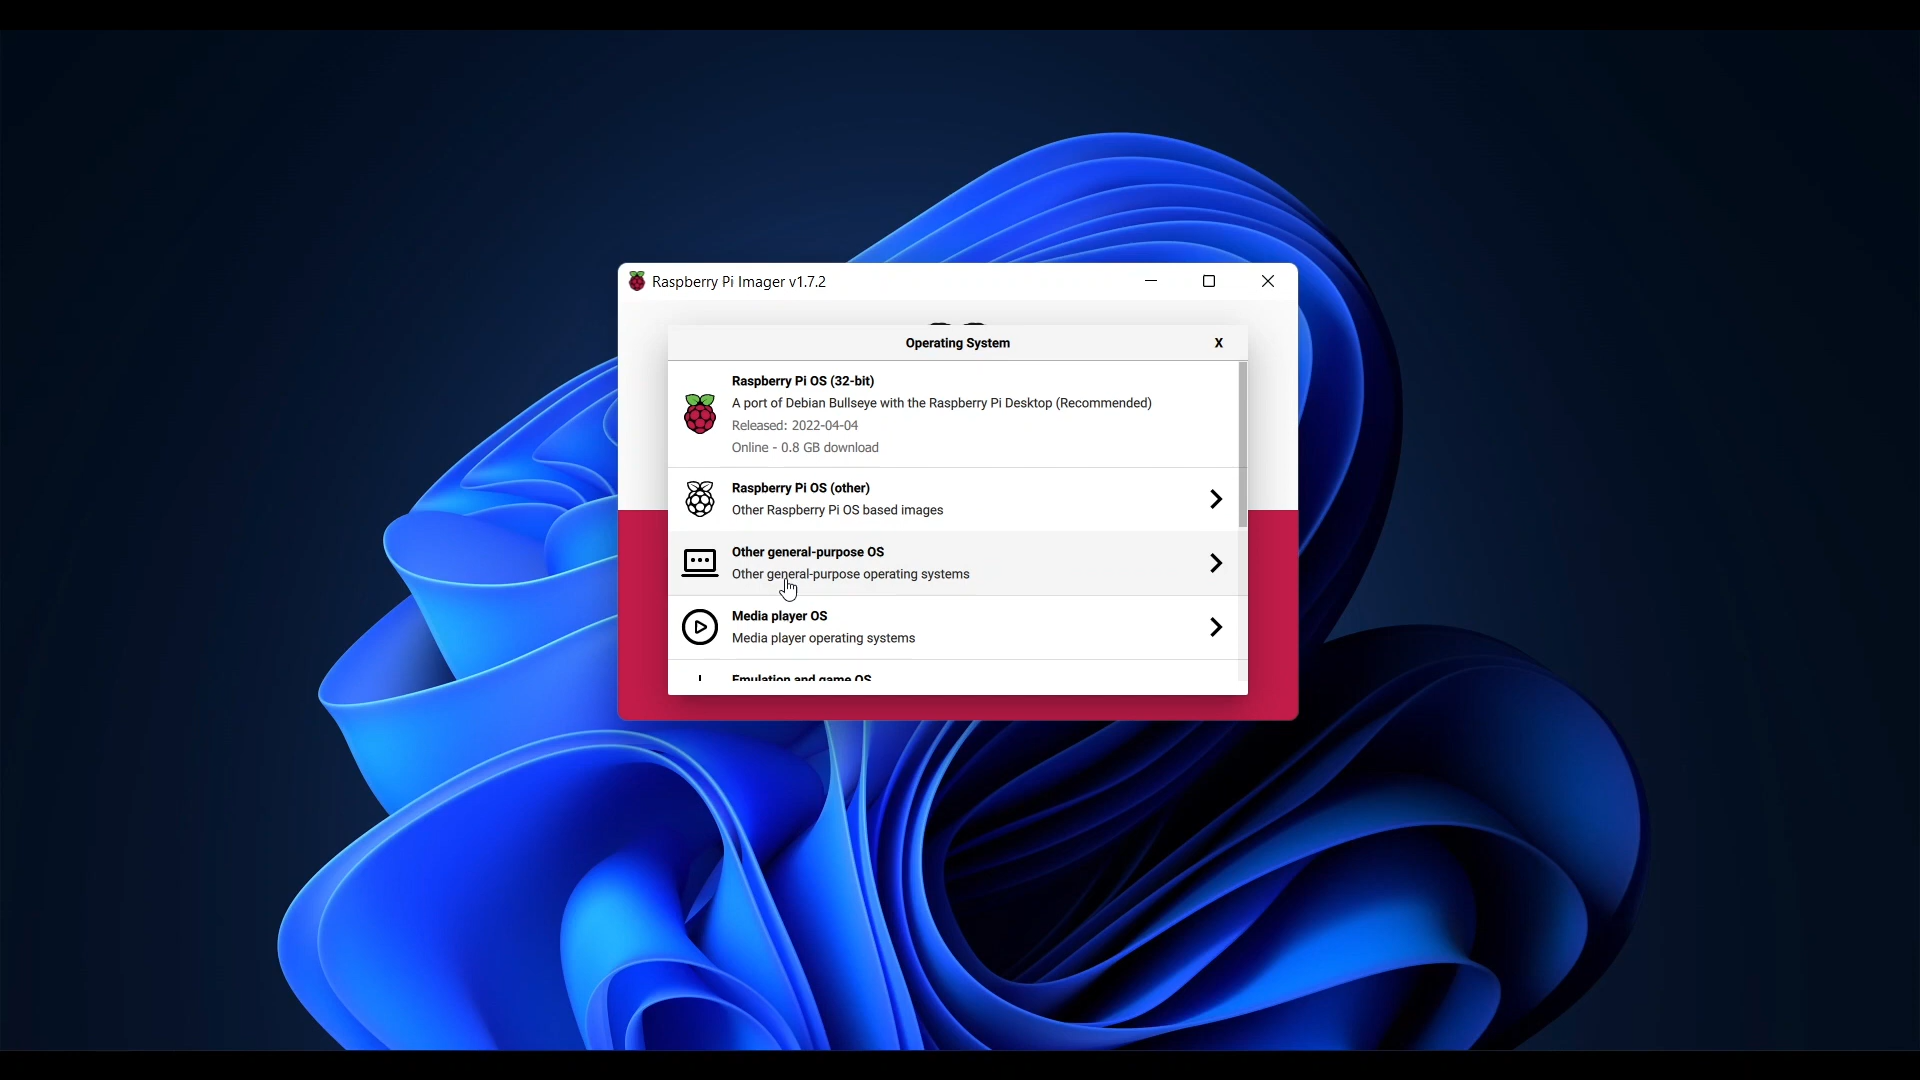 Raspberry Pi Imager v1.7.2
Operating System
X
Raspberry Pi OS (32-bit)
A port of Debian Bullseye with the Raspberry Pi Desktop (Recommended)
Released: 2022-04-04
Online - 0.8 GB download
Raspberry Pi OS (other)
Other Raspberry Pi OS based images
Other general-purpose OS
Other general-purpose operating systems
Media player OS
Media player operating systems
Emulation and game OS